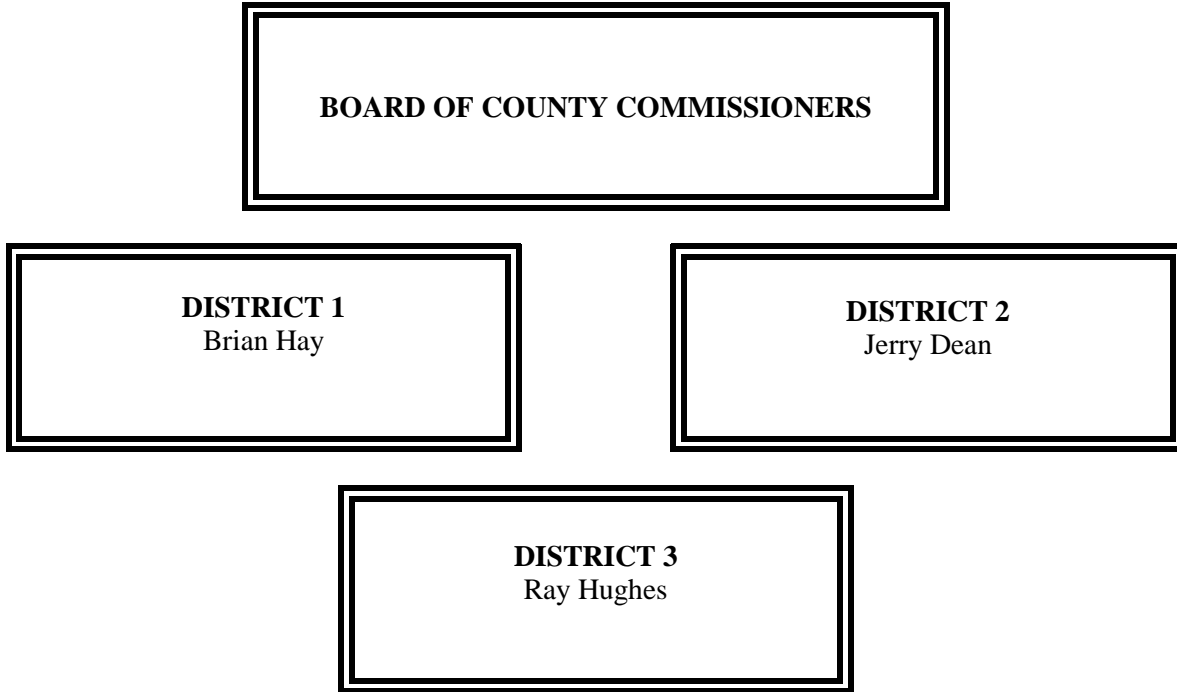 BOARD OF COUNTY COMMISSIONERS
DISTRICT 1
Brian Hay
DISTRICT 2
Jerry Dean
DISTRICT 3
Ray Hughes